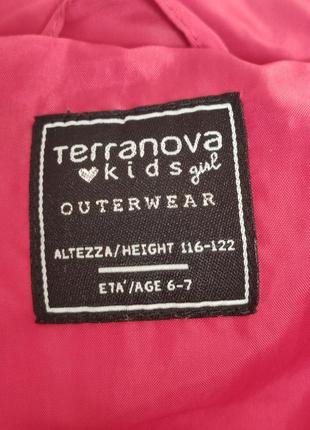 Terranova
kids girl
OUTERWEAR
ALTEZZA/HEIGHT 116-122
ETA'/AGE 6-7